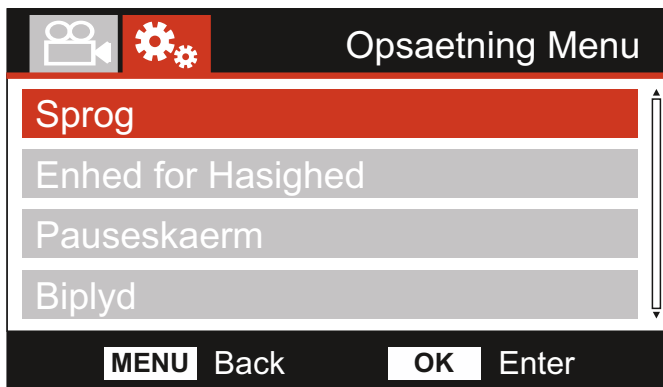 Opsaetning Menu
Sprog
Enhed for Hasighed
Pauseskaerm
Biplyd
MENU Back OK Enter